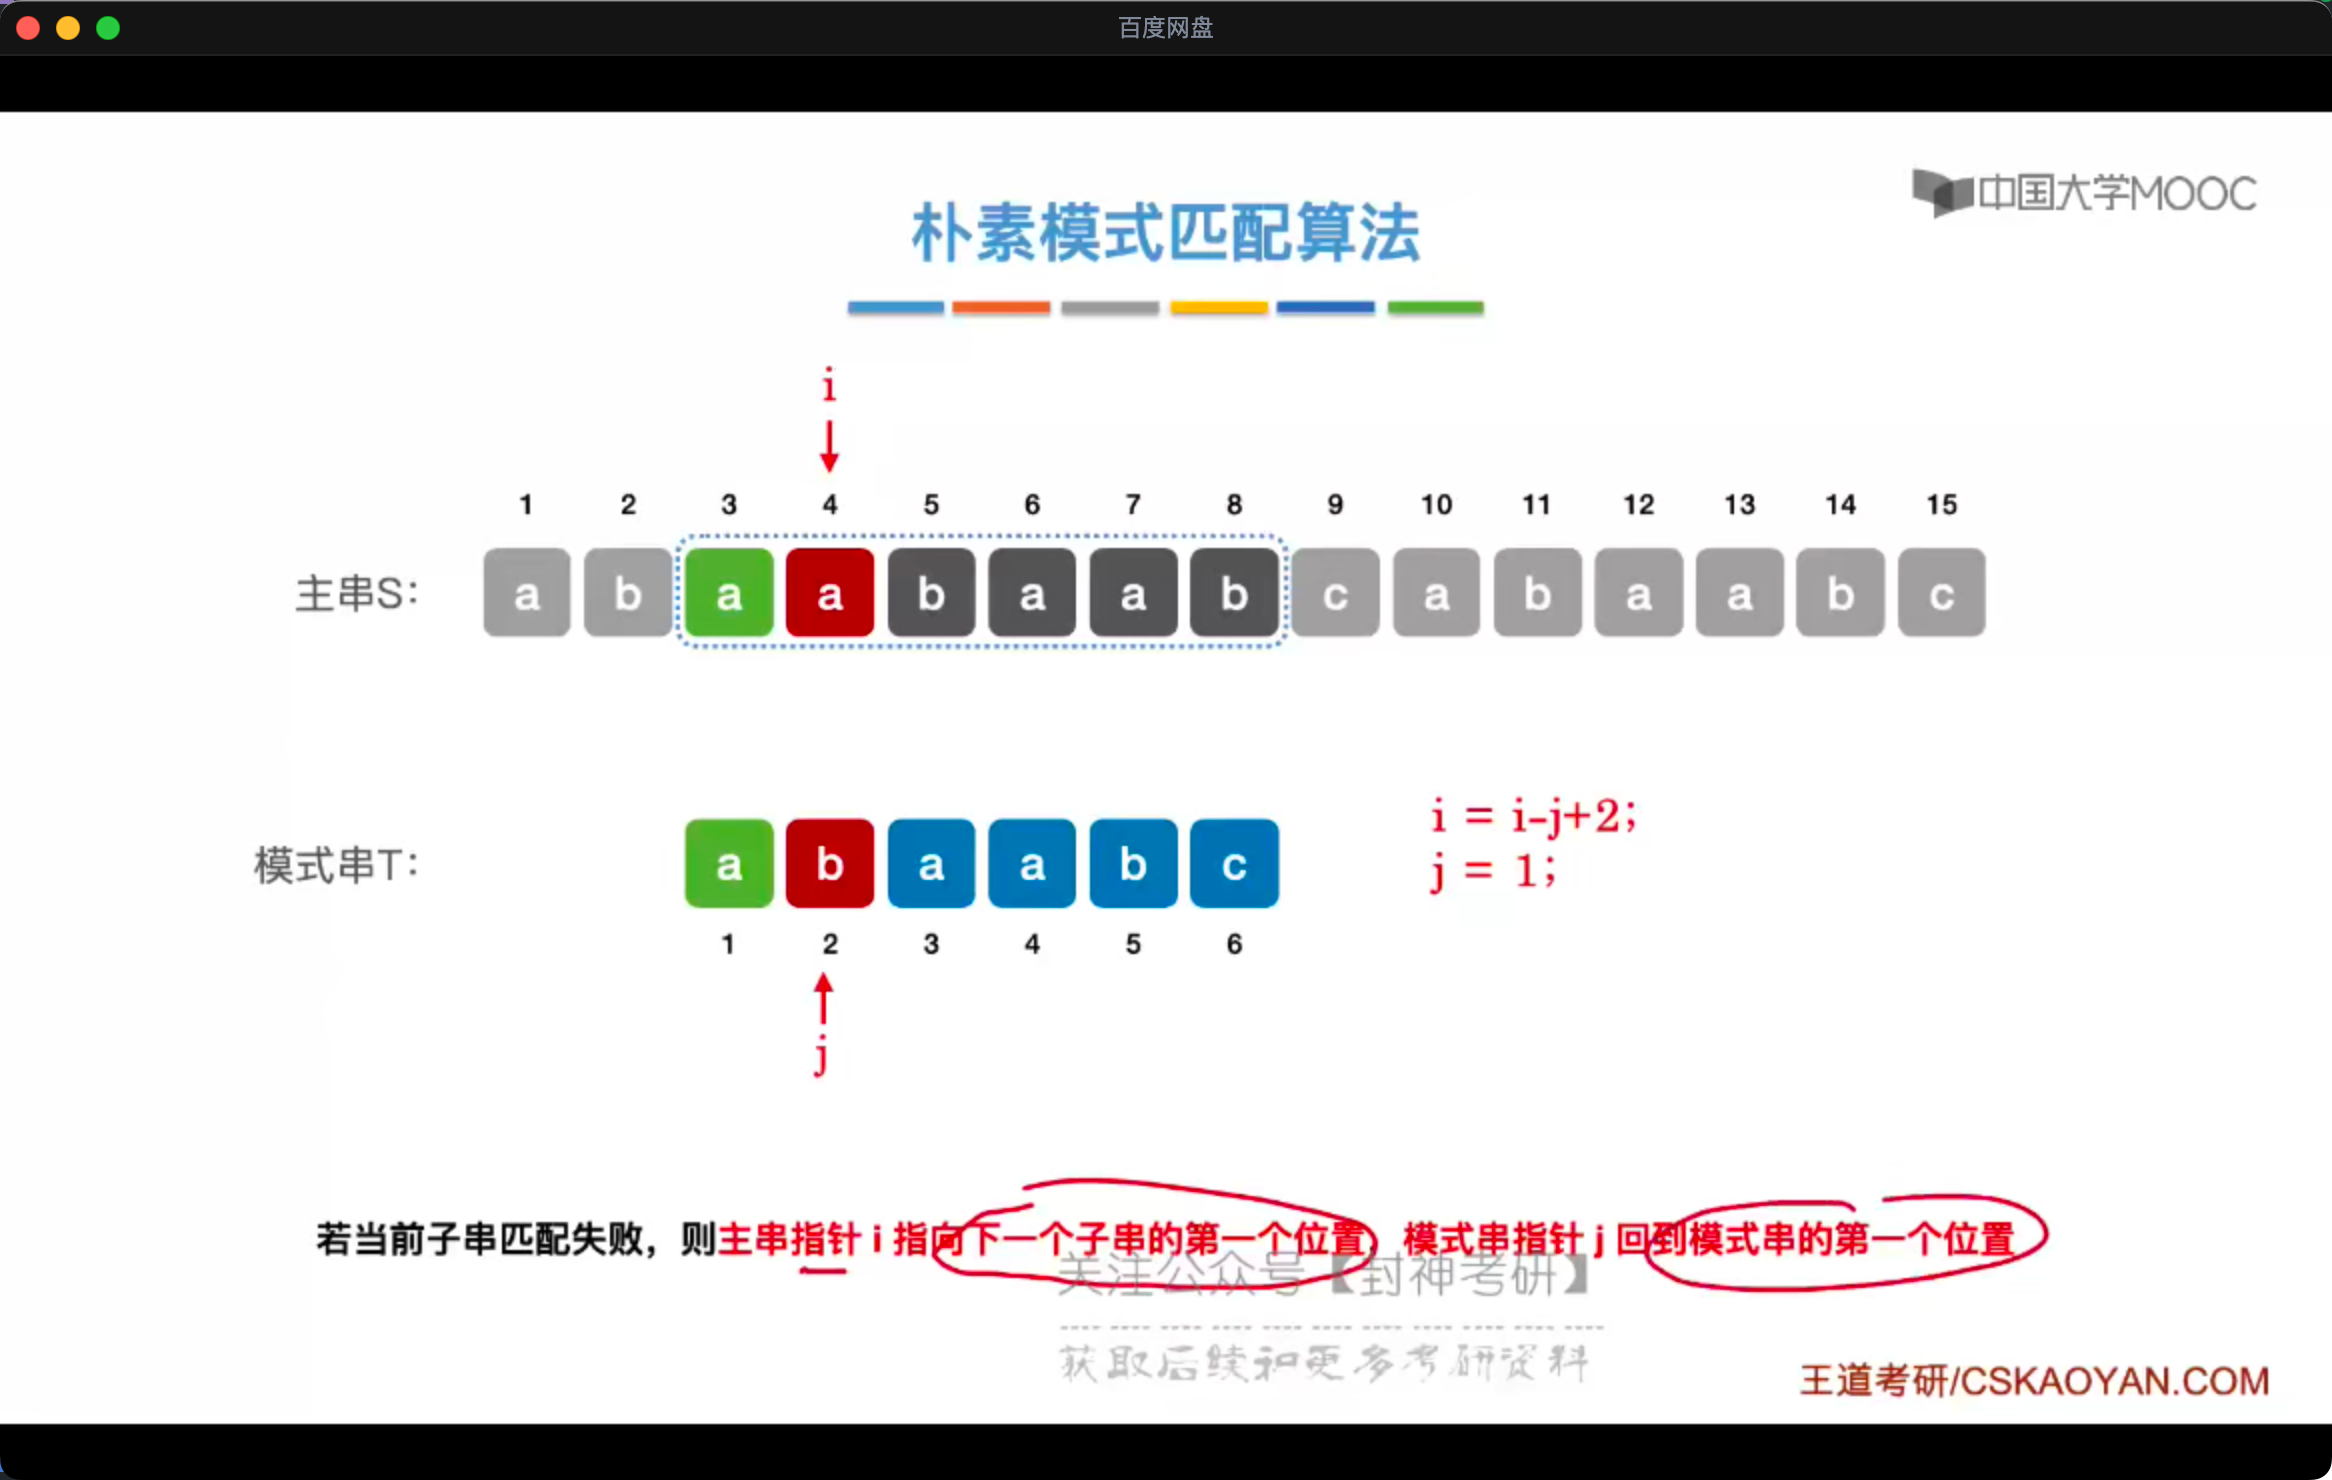 百度网盘
中国大学MOOC
朴素模式匹配算法
i
1 2 3 4 5 6 7 8 9 10 11 12 13 14 15
主串S： a b a a b a a b c a b a a b c
模式串T： a b a a b c
i = i-j+2;
j = 1;
1 2 3 4 5 6
j
若当前子串匹配失败，则主串指针 i 指向下一个子串的第一个位置，模式串指针 j 回到模式串的第一个位置
关注公众号【封神考研】
获取后续和更多考研资料
王道考研/CSKAOYAN.COM